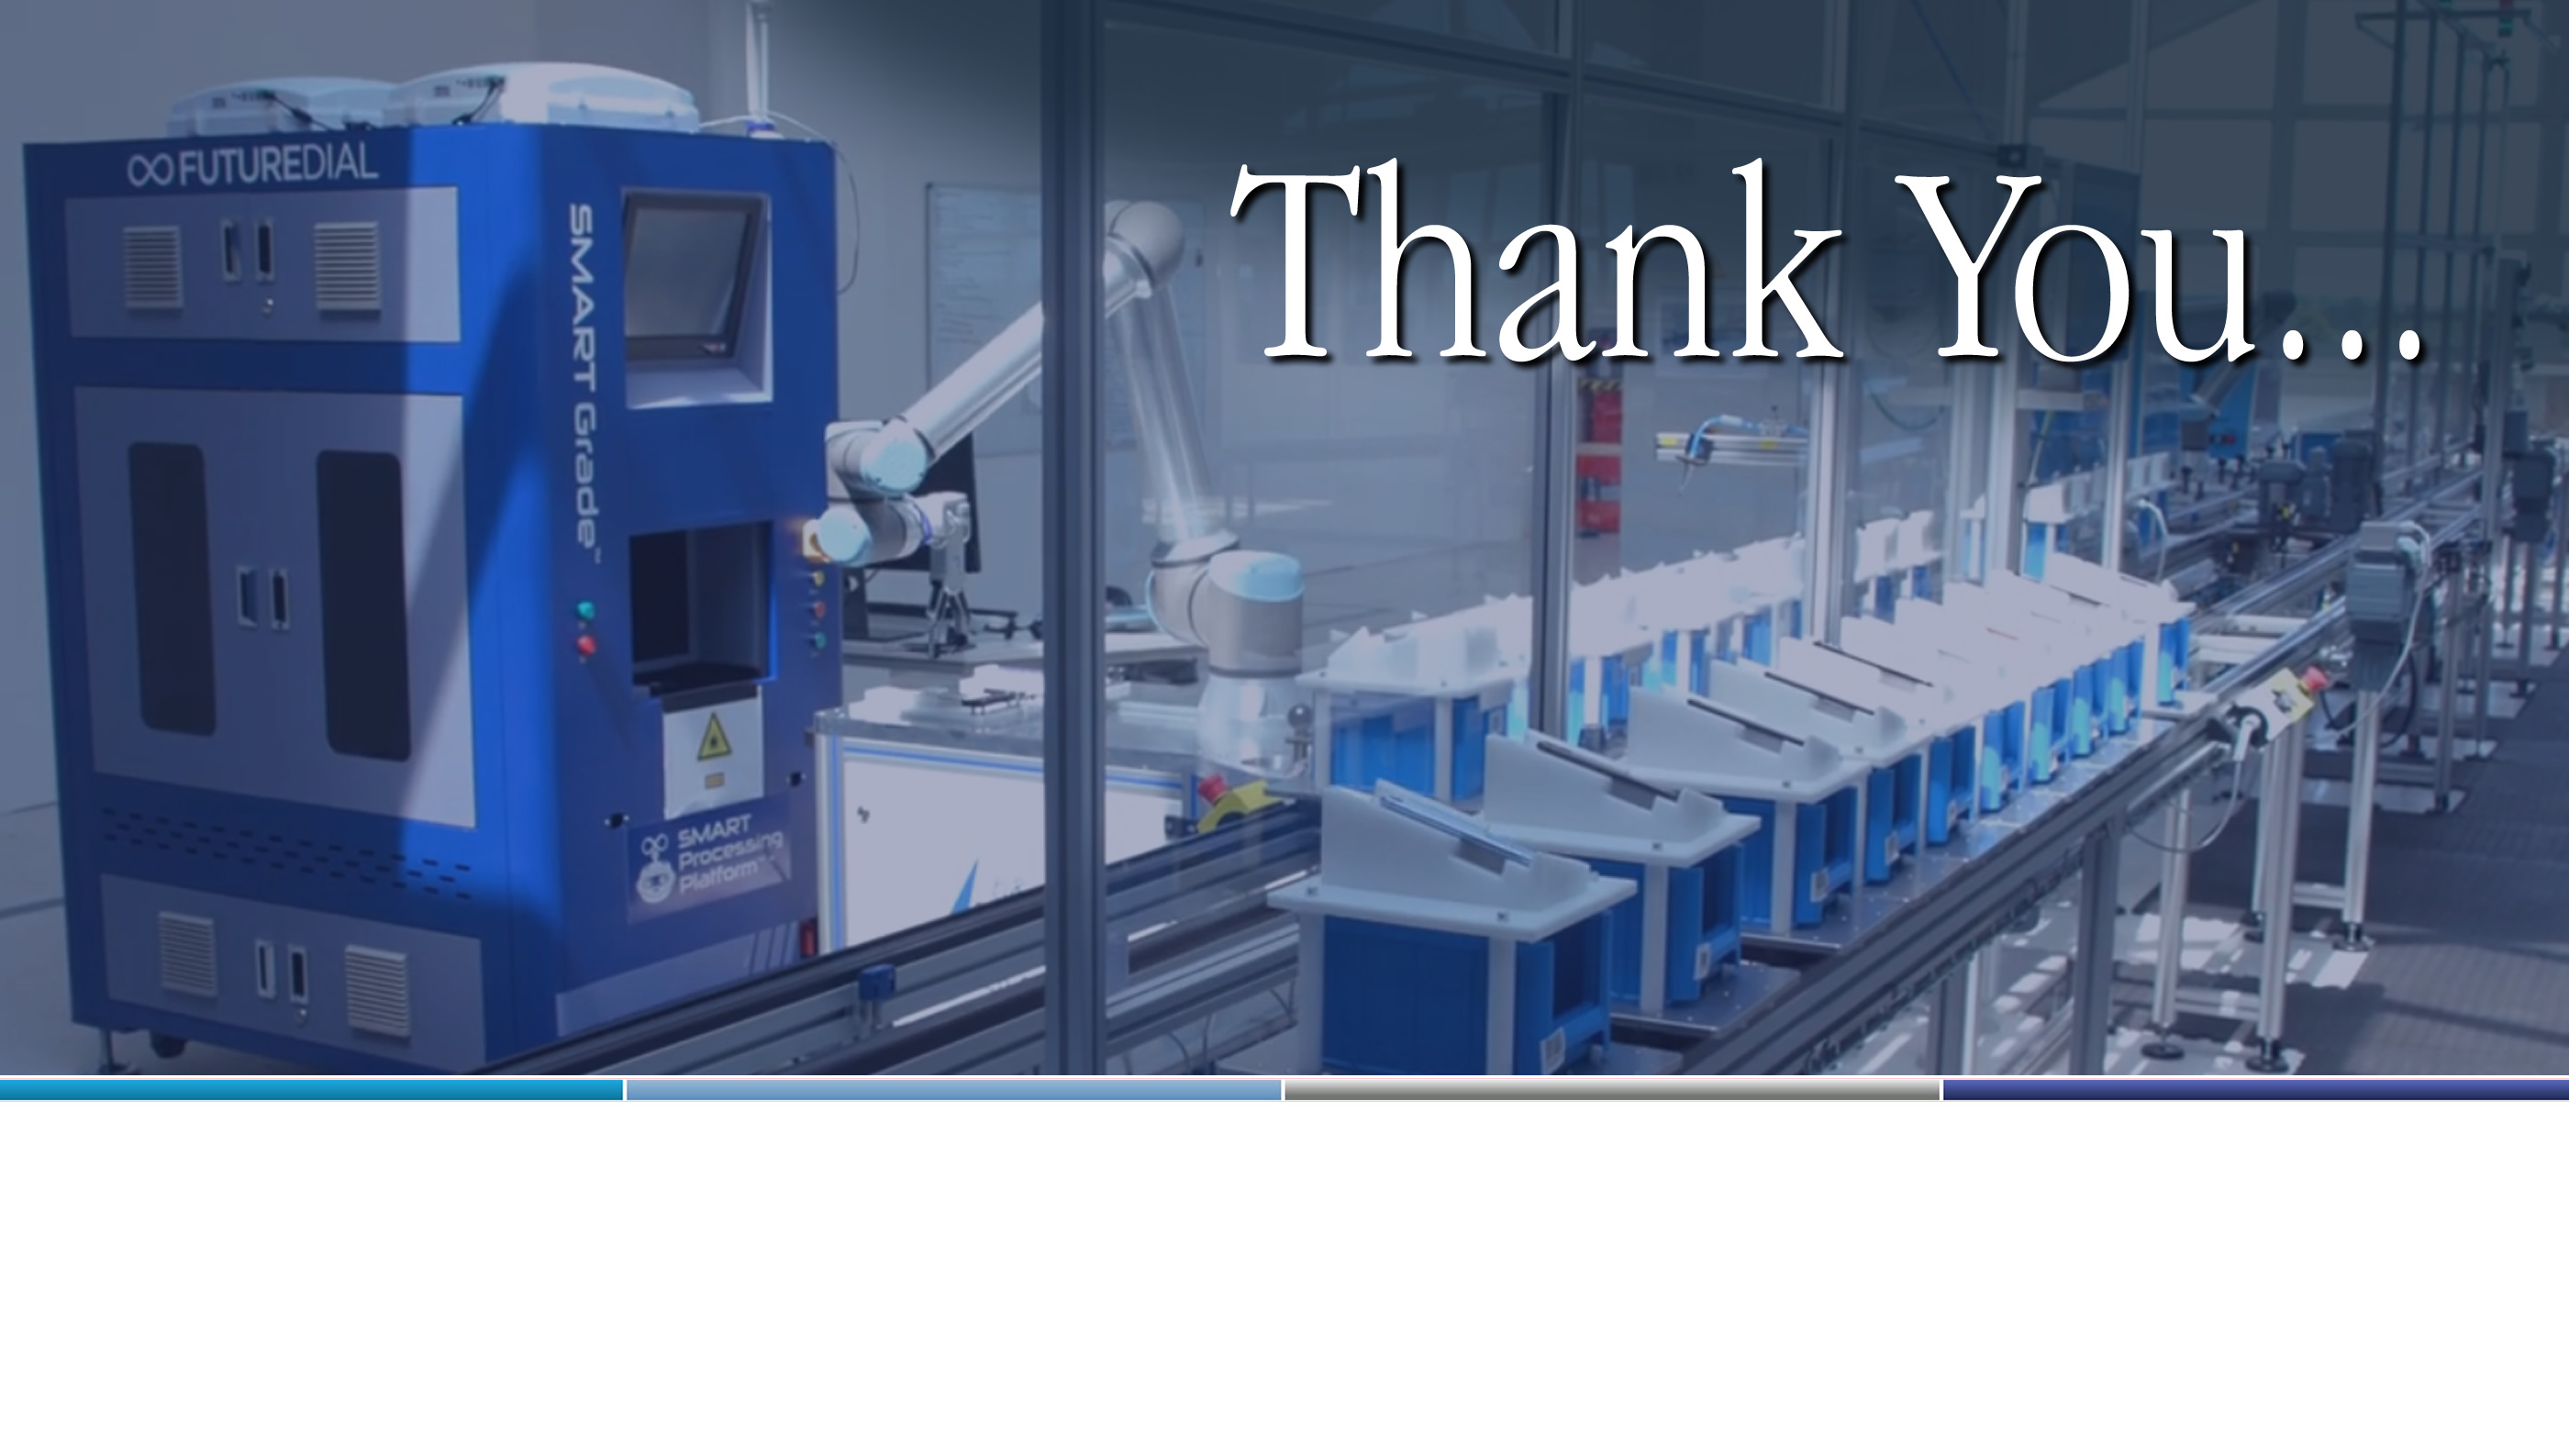 FUTUREDIAL
Thank You...
SMART Grade™
SMART
Processing
Platform™